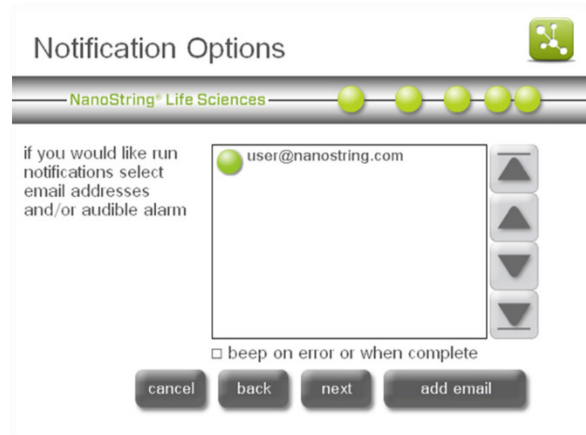 Notification Options
NanoString® Life Sciences
if you would like run
notifications select
email addresses
and/or audible alarm
user@nanostring.com
beep on error or when complete
cancel
back
next
add email